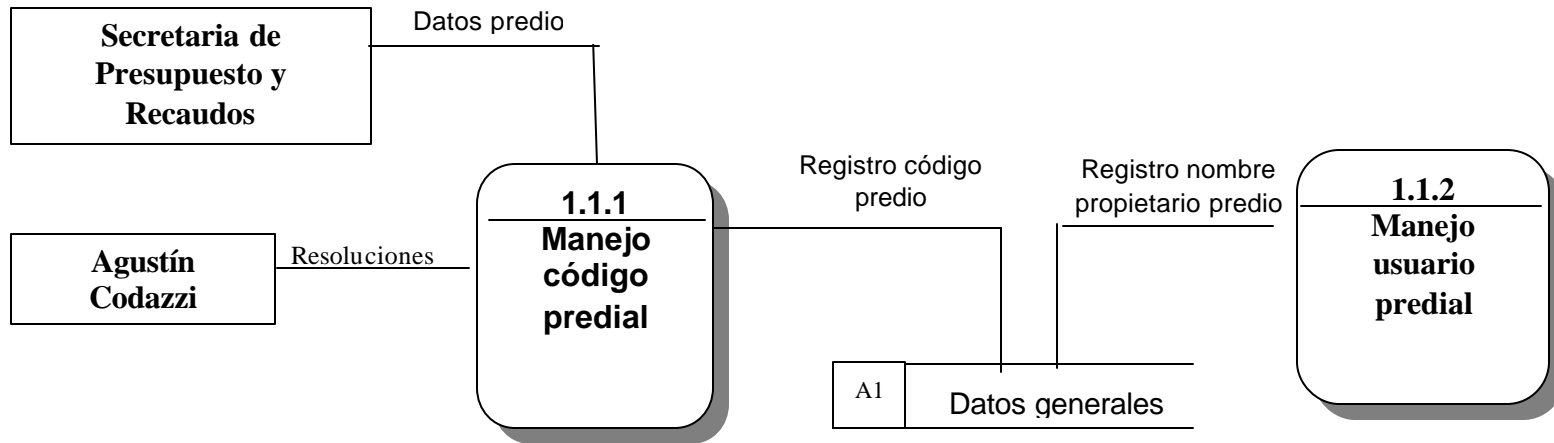 Secretaria de
Presupuesto y
Recaudos
Datos predio
Agustín
Codazzi
Resoluciones
1.1.1
Manejo
código
predial
Registro código
predio
Registro nombre
propietario predio
1.1.2
Manejo
usuario
predial
A1
Datos generales